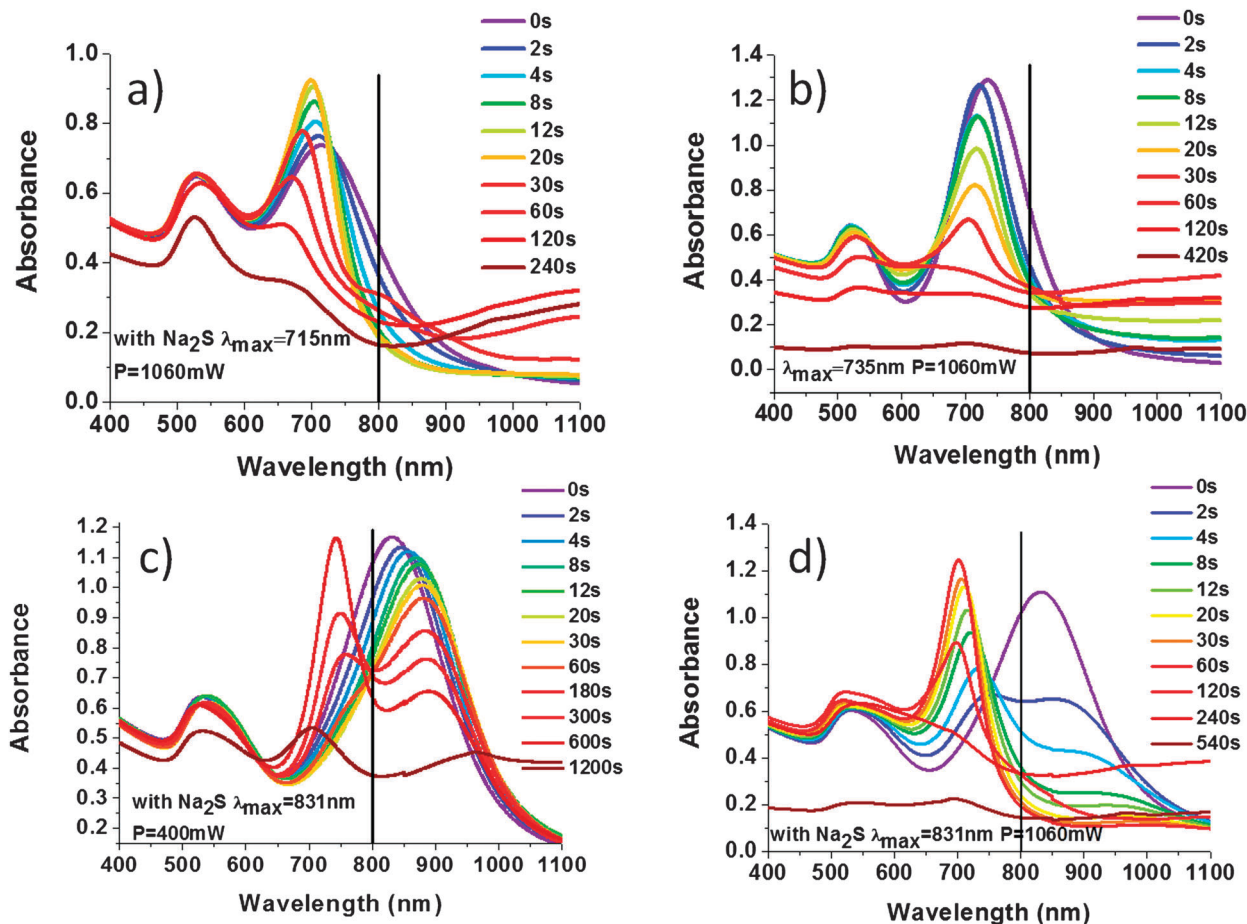 a)
Absorbance
1.0
0.8
0.6
0.4
0.2
0.0
400 500 600 700 800 900 1000 1100
Wavelength (nm)
with Na2S λmax=715nm
P=1060mW
0s
2s
4s
8s
12s
20s
30s
60s
120s
240s
b)
Absorbance
1.4
1.2
1.0
0.8
0.6
0.4
0.2
0.0
400 500 600 700 800 900 1000 1100
Wavelength (nm)
λmax=735nm P=1060mW
0s
2s
4s
8s
12s
20s
30s
60s
120s
420s
c)
Absorbance
1.2
1.1
1.0
0.9
0.8
0.7
0.6
0.5
0.4
0.3
0.2
400 500 600 700 800 900 1000 1100
Wavelength (nm)
with Na2S λmax=831nm
P=400mW
0s
2s
4s
8s
12s
20s
30s
60s
180s
300s
600s
1200s
d)
Absorbance
1.4
1.2
1.0
0.8
0.6
0.4
0.2
0.0
400 500 600 700 800 900 1000 1100
Wavelength (nm)
with Na2S λmax=831nm P=1060mW
0s
2s
4s
8s
12s
20s
30s
60s
120s
240s
540s